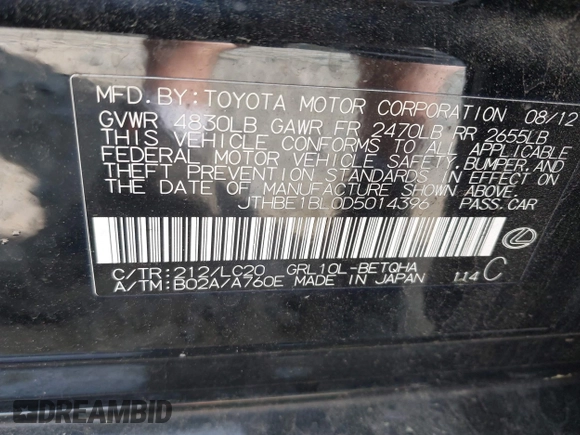 MFD. BY: TOYOTA MOTOR CORPORATION 08/12
GVWR 4830LB GAWR FR 2470LB RR 2655LB
THIS VEHICLE CONFORMS TO ALL APPLICABLE
FEDERAL MOTOR VEHICLE SAFETY, BUMPER, AND
THEFT PREVENTION STANDARDS IN EFFECT ON
THE DATE OF MANUFACTURE SHOWN ABOVE.
JTHBE1BL0D5014396 PASS. CAR
C/TR: 212/LC20 GRL10L-BETQHA
A/TM: B02A/A760E MADE IN JAPAN 114 C
DREAMBID